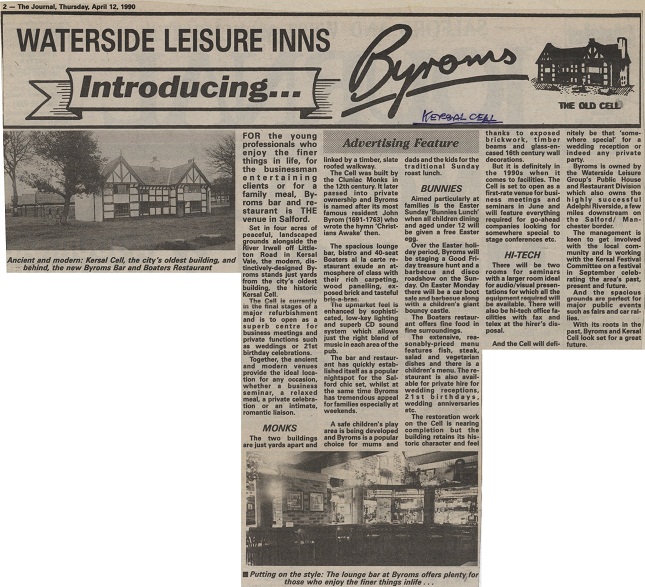 2 — The Journal, Thursday, April 12, 1990
WATERSIDE LEISURE INNS
Introducing...
Byroms
KERSAL CELL
THE OLD CELL
Ancient and modern: Kersal Cell, the city's oldest building, and
behind, the new Byroms Bar and Boaters Restaurant
FOR the young
professionals who
enjoy the finer
things in life, for
the businessman
entertaining
clients or for a
family meal, By-
roms bar and re-
staurant is THE
venue in Salford.
Set in four acres of
peaceful, landscaped
grounds alongside the
River Irwell off Little-
ton Road in Kersal
Vale, the modern, dis-
tinctively-designed By-
roms stands just yards
from the city's oldest
building, the historic
Kersal Cell.
The Cell is currently
in the final stages of a
major refurbishment
and is to open as a
superb centre for
business meetings and
private functions such
as weddings or 21st
birthday celebrations.
Together, the ancient
and modern venues
provide the ideal loca-
tion for any occasion,
whether a business
seminar, a relaxed
meal, a private celebra-
tion or an intimate,
romantic liaison.
MONKS
The two buildings
are just yards apart and
Advertising Feature
linked by a timber, slate
roofed walkway.
The Cell was built by
the Cluniac Monks in
the 12th century. It later
passed into private
ownership and Byroms
is named after its most
famous resident John
Byrom (1691-1763) who
wrote the hymn 'Christ-
ians Awake' then.
The spacious lounge
bar, bistro and 40-seat
Boaters al la carte re-
staurant exude an at-
mosphere of class with
their rich carpeting,
wood panelling, ex-
posed brick and tasteful
bric-a-brac.
The upmarket feel is
enhanced by sophisti-
cated, low-key lighting
and superb CD sound
system which allows
just the right blend of
music in each area of the
pub.
The bar and restaur-
ant has quickly estab-
lished itself as a popular
nightspot for the Sal-
ford chic set, whilst at
the same time Byroms
has tremendous appeal
for families especially at
weekends.
A safe children's play
area is being developed
and Byroms is a popular
choice for mums and
dads and the kids for the
traditional Sunday
roast lunch.
BUNNIES
Aimed particularly at
families is the Easter
Sunday 'Bunnies Lunch'
when all children dining
and aged under 12 will
be given a free Easter
egg.
Over the Easter holi-
day period, Byroms will
be staging a Good Fri-
day treasure hunt and a
barbecue and disco
roadshow on the Sun-
day. On Easter Monday
there will be a car boot
sale and barbecue along
with a children's giant
bouncy castle.
The Boaters restaur-
ant offers fine food in
fine surroundings.
The extensive, rea-
sonably-priced menu
features fish, steak,
salad and vegetarian
dishes and there is a
children's menu. The re-
staurant is also avail-
able for private hire for
wedding receptions,
21st birthdays,
wedding anniversaries
etc.
The restoration work
on the Cell is nearing
completion but the
building retains its his-
toric character and feel
thanks to exposed
brickwork, timber
beams and glass-en-
cased 16th century wall
decorations.
But it is definitely in
the 1990s when it
comes to facilities. The
Cell is set to open as a
first-rate venue for busi-
ness meetings and
seminars in June and
will feature everything
required for go-ahead
companies looking for
somewhere special to
stage conferences etc.
HI-TECH
There will be two
rooms for seminars
with a larger room ideal
for audio/visual presen-
tations for which all the
equipment required will
be available. There will
also be hi-tech office fa-
cilities with fax and
telex at the hirer's dis-
posal.
And the Cell will defi-
nitely be that 'some-
where special' for a
wedding reception or
indeed any private
party.
Byroms is owned by
the Waterside Leisure
Group's Public House
and Restaurant Division
which also owns the
highly successful
Adelphi Riverside, a few
miles downstream on
the Salford/Man-
chester border.
The management is
keen to get involved
with the local com-
munity and is working
with the Kersal Festival
Committee on a festival
in September celeb-
rating the area's past,
present and future.
And the spacious
grounds are perfect for
major public events
such as fairs and car ral-
lies.
With its roots in the
past, Byroms and Kersal
Cell look set for a great
future.
■ Putting on the style: The lounge bar at Byroms offers plenty for
those who enjoy the finer things inlife . . .